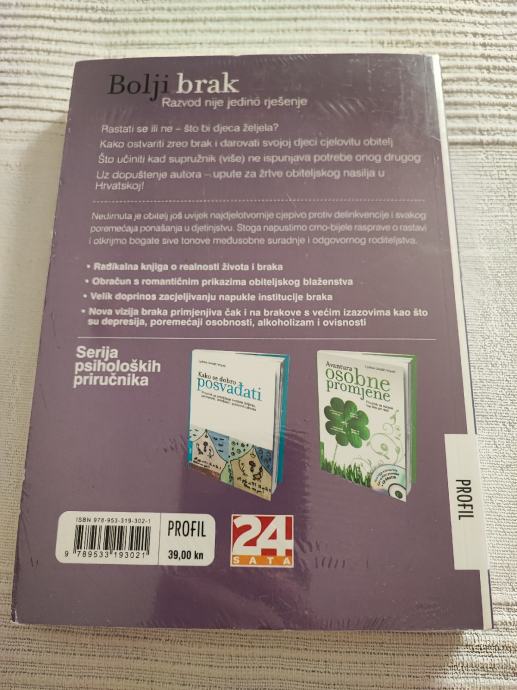 Bolji brak
Razvod nije jedino rješenje
Rastati se ili ne – što bi djeca željela?
Kako ostvariti zreo brak i darovati svojoj djeci cjelovitu obitelj
Što učiniti kad supružnik (više) ne ispunjava potrebe onog drugog
Uz dopuštenje autora – upute za žrtve obiteljskog nasilja u
Hrvatskoj!
Nedirnuta je obitelj još uvijek najdjelotvornije cjepivo protiv delinkvencije i svakog
poremećaja ponašanja u djetinjstvu. Stoga napustimo crno-bijele rasprave o rastavi
i otkrijmo bogate sive tonove međusobne suradnje i odgovornog roditeljstva.
• Radikalna knjiga o realnosti života i braka
• Obračun s romantičnim prikazima obiteljskog blaženstva
• Velik doprinos zacjeljivanju napukle institucije braka
• Nova vizija braka primjenjiva čak i na brakove s većim izazovima kao što
su depresija, poremećaji osobnosti, alkoholizam i ovisnosti
Serija
psiholoških
priručnika
Kako se dobro
posvađati
Avantura
osobne
promjene
PROFIL
ISBN 978-953-319-302-1
9 789533 193021
PROFIL
39,00 kn
24
SATA